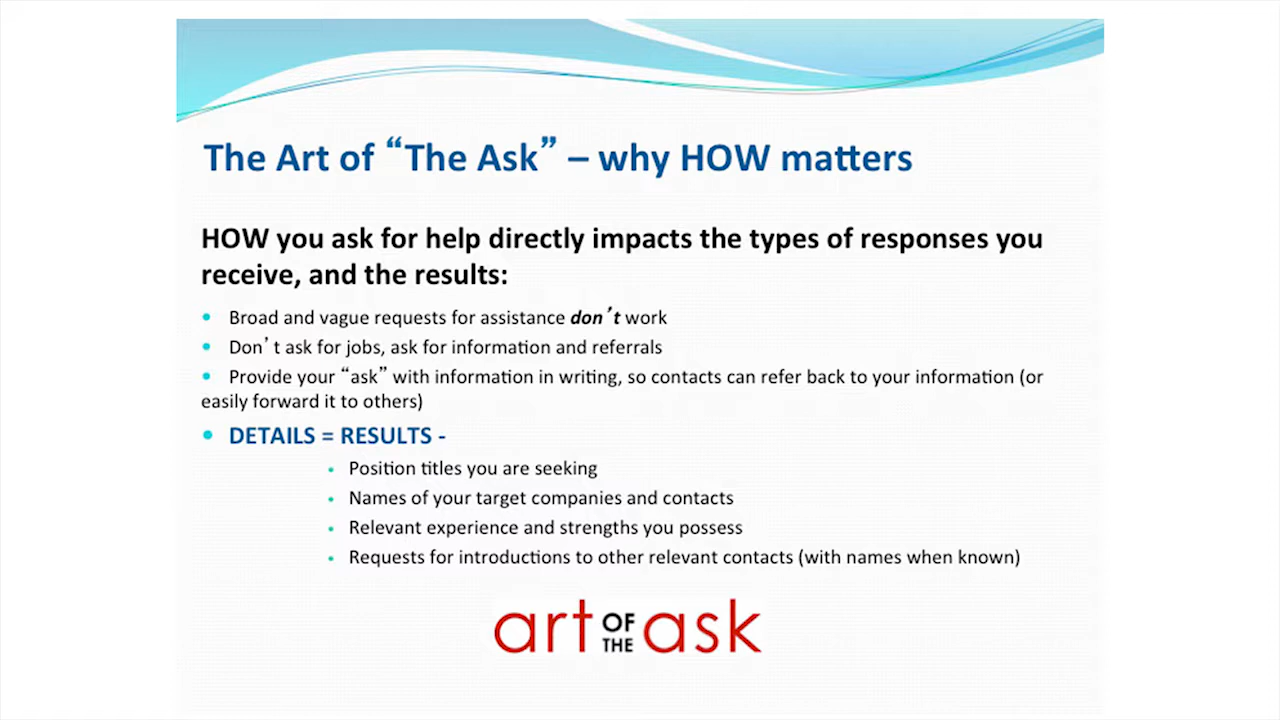 The Art of “The Ask” – why HOW matters
HOW you ask for help directly impacts the types of responses you
receive, and the results:
• Broad and vague requests for assistance don’t work
• Don’t ask for jobs, ask for information and referrals
• Provide your “ask” with information in writing, so contacts can refer back to your information (or
easily forward it to others)
• DETAILS = RESULTS -
• Position titles you are seeking
• Names of your target companies and contacts
• Relevant experience and strengths you possess
• Requests for introductions to other relevant contacts (with names when known)
art OF THE ask